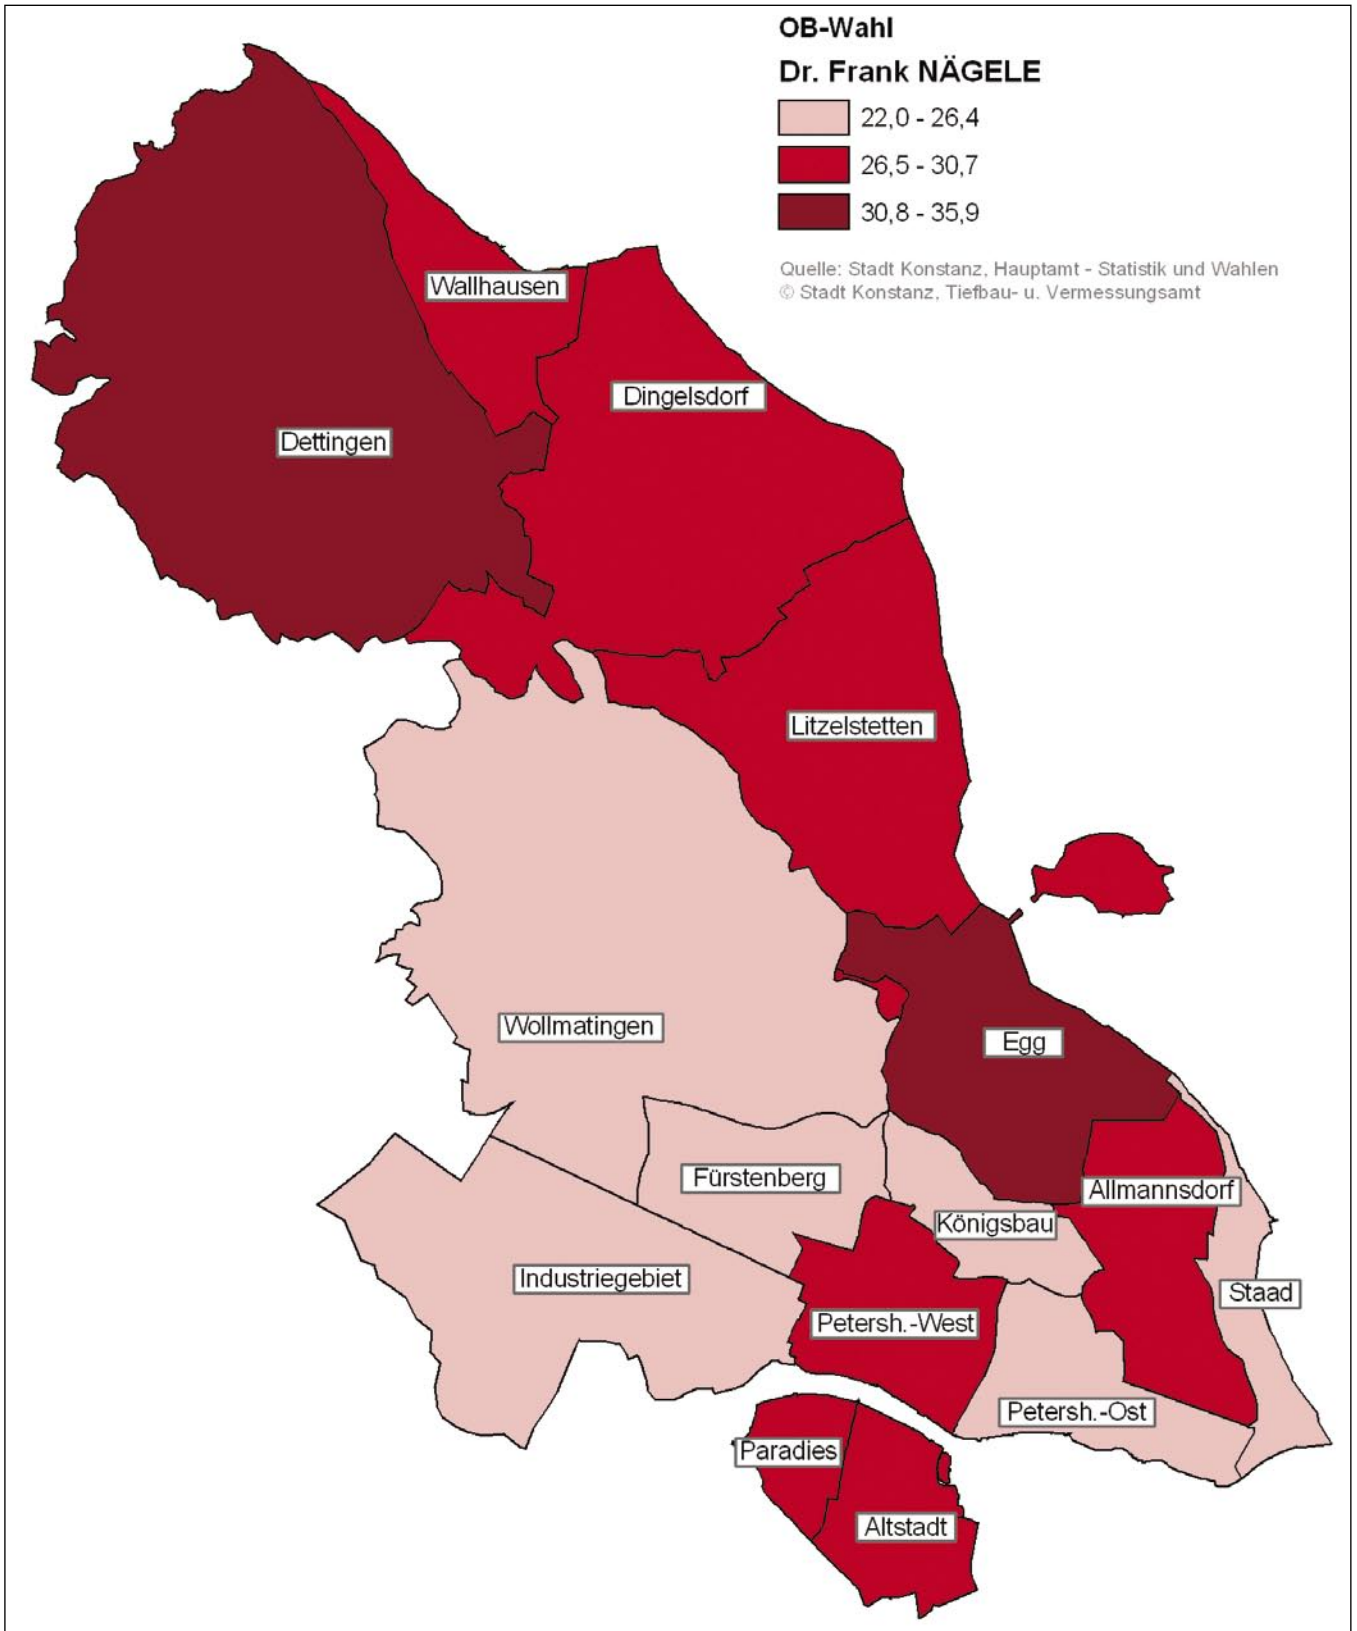 OB-Wahl
Dr. Frank NÄGELE
22,0 - 26,4
26,5 - 30,7
30,8 - 35,9
Quelle: Stadt Konstanz, Hauptamt - Statistik und Wahlen
© Stadt Konstanz, Tiefbau- u. Vermessungsamt
Wallhausen
Dingelsdorf
Dettingen
Litzelstetten
Wollmatingen
Egg
Fürstenberg
Allmannsdorf
Königsbau
Industriegebiet
Staad
Petersh.-West
Petersh.-Ost
Paradies
Altstadt